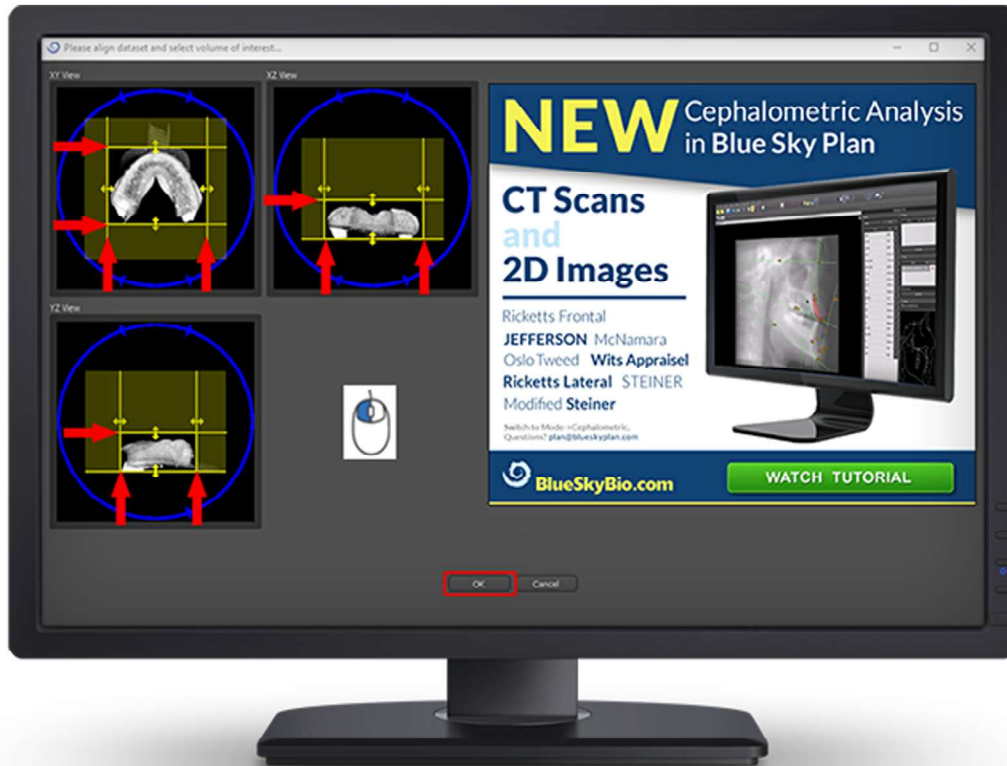 Please align dataset and select volume of interest...
XY View
XZ View
YZ View
NEW Cephalometric Analysis
in Blue Sky Plan
CT Scans
and
2D Images
Ricketts Frontal
JEFFERSON McNamara
Oslo Tweed Wits Appraisel
Ricketts Lateral STEINER
Modified Steiner
Switch to Mode->Cephalometric.
Questions? plan@blueskyplan.com
BlueSkyBio.com
WATCH TUTORIAL
OK
Cancel